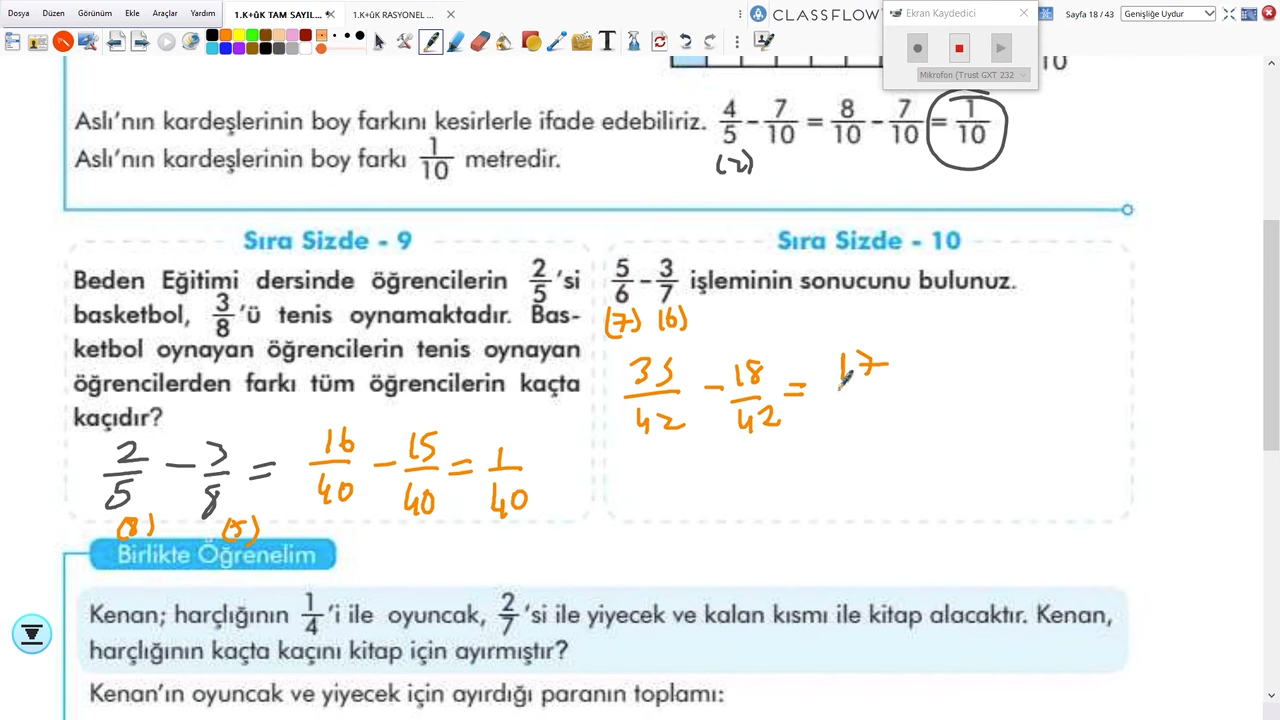 Dosya Düzen Görünüm Ekle Araçlar Yardım
1.K+ûK TAM SAYIL...* 1.K+ûK RASYONEL ...
CLASSFLOW
Ekran Kaydedici
Sayfa 18 / 43 Genişliğe Uydur
Mikrofon (Trust GXT 232
10
Aslı'nın kardeşlerinin boy farkını kesirlerle ifade edebiliriz. 4/5 − 7/10 = 8/10 − 7/10 = 1/10
(2)
Aslı'nın kardeşlerinin boy farkı 1/10 metredir.
Sıra Sizde - 9
Beden Eğitimi dersinde öğrencilerin 2/5 'si
basketbol, 3/8 'ü tenis oynamaktadır. Bas-
ketbol oynayan öğrencilerin tenis oynayan
öğrencilerden farkı tüm öğrencilerin kaçta
kaçıdır?
2/5 − 3/8 = 16/40 − 15/40 = 1/40
(8) (5)
Sıra Sizde - 10
5/6 − 3/7 işleminin sonucunu bulunuz.
(7) (6)
35/42 − 18/42 = 17
Birlikte Öğrenelim
Kenan; harçlığının 1/4 'i ile oyuncak, 2/7 'si ile yiyecek ve kalan kısmı ile kitap alacaktır. Kenan,
harçlığının kaçta kaçını kitap için ayırmıştır?
Kenan'ın oyuncak ve yiyecek için ayırdığı paranın toplamı: